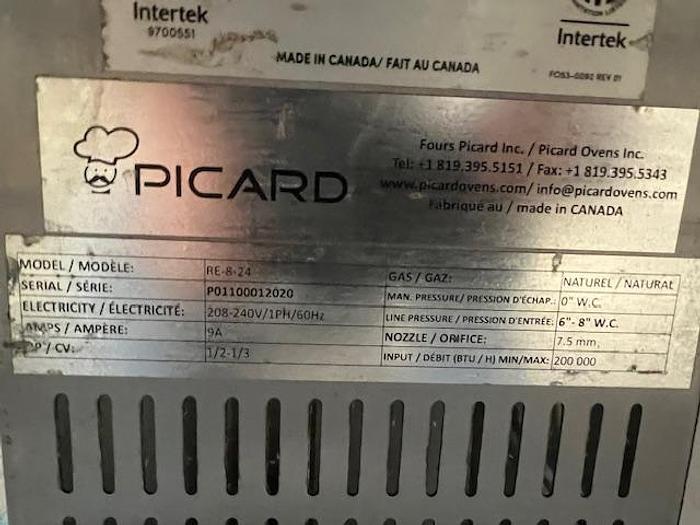 Intertek
9700551
Intertek
MADE IN CANADA/ FAIT AU CANADA
FO53-0092 REV 01
PICARD
Fours Picard Inc. / Picard Ovens Inc.
Tel: +1 819.395.5151 / Fax: +1 819.395.5343
www.picardovens.com/ info@picardovens.com
Fabriqué au / made in CANADA
MODEL / MODÈLE: RE-8-24
SERIAL / SÉRIE: P01100012020
ELECTRICITY / ÉLECTRICITÉ: 208-240V/1PH/60Hz
AMPS / AMPÈRE: 9A
HP / CV: 1/2-1/3
GAS / GAZ: NATUREL / NATURAL
MAN. PRESSURE/ PRESSION D'ÉCHAP.: 0" W.C.
LINE PRESSURE / PRESSION D'ENTRÉE: 6"- 8" W.C.
NOZZLE / ORIFICE: 7.5 mm
INPUT / DÉBIT (BTU / H) MIN/MAX: 200 000